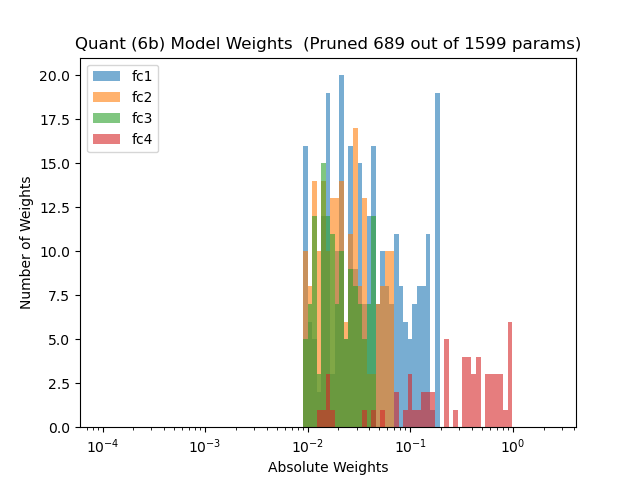 Quant (6b) Model Weights  (Pruned 689 out of 1599 params)
fc1
fc2
fc3
fc4
20.0
17.5
15.0
12.5
10.0
7.5
5.0
2.5
0.0
Number of Weights
10⁻⁴
10⁻³
10⁻²
10⁻¹
10⁰
Absolute Weights